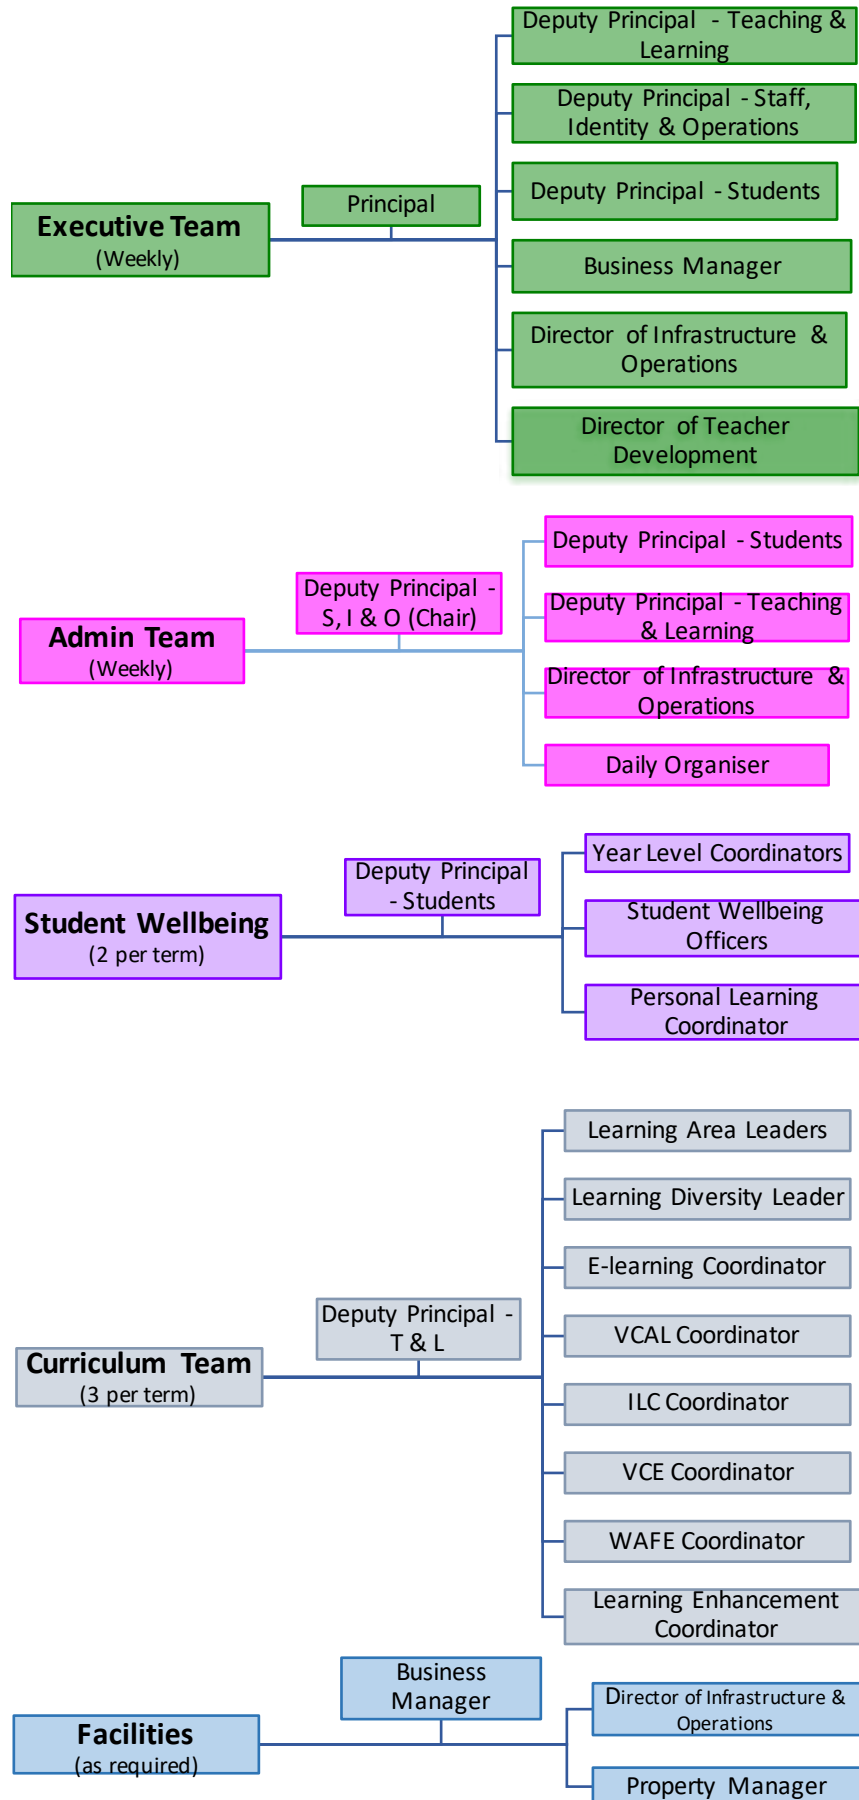 Deputy Principal - Teaching &
Learning
Deputy Principal - Staff,
Identity & Operations
Deputy Principal - Students
Principal
Executive Team
(Weekly)
Business Manager
Director of Infrastructure &
Operations
Director of Teacher
Development
Deputy Principal - Students
Deputy Principal -
S, I & O (Chair)
Deputy Principal - Teaching
& Learning
Admin Team
(Weekly)
Director of Infrastructure &
Operations
Daily Organiser
Year Level Coordinators
Deputy Principal
- Students
Student Wellbeing
(2 per term)
Student Wellbeing
Officers
Personal Learning
Coordinator
Learning Area Leaders
Learning Diversity Leader
E-learning Coordinator
Deputy Principal -
T & L
VCAL Coordinator
Curriculum Team
(3 per term)
ILC Coordinator
VCE Coordinator
WAFE Coordinator
Learning Enhancement
Coordinator
Business
Manager
Director of Infrastructure &
Operations
Facilities
(as required)
Property Manager